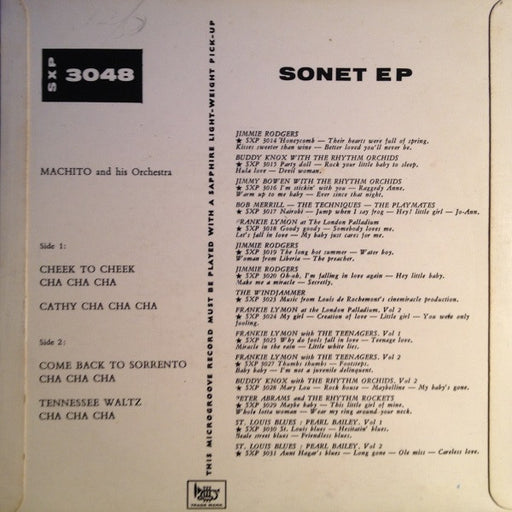 SXP 3048
MACHITO and his Orchestra
Side 1:
CHEEK TO CHEEK
CHA CHA CHA
CATHY CHA CHA CHA
Side 2:
COME BACK TO SORRENTO
CHA CHA CHA
TENNESSEE WALTZ
CHA CHA CHA
THIS MICROGROOVE RECORD MUST BE PLAYED WITH A SAPPHIRE LIGHT-WEIGHT PICK-UP
SONET EP
JIMMIE RODGERS
★ SXP 3014 Honeycomb — Their hearts were full of spring.
Kisses sweeter than wine — Better loved you'll never be.
BUDDY KNOX WITH THE RHYTHM ORCHIDS
★ SXP 3015 Party doll — Rock your little baby to sleep.
Hula love — Devil woman.
JIMMY BOWEN WITH THE RHYTHM ORCHIDS
★ SXP 3016 I'm stickin' with you — Raggedy Anne.
Warm up to me baby — Ever since that night.
BOB MERRILL — THE TECHNIQUES — THE PLAYMATES
★ SXP 3017 Nairobi — Jump when I say frog — Hey! little girl — Jo-Ann.
FRANKIE LYMON at The London Palladium
★ SXP 3018 Goody goody — Somebody loves me.
Let's fall in love — My baby just cares for me.
JIMMIE RODGERS
★ SXP 3019 The long hot summer — Water boy.
Woman from Liberia — The preacher.
JIMMIE RODGERS
★ SXP 3020 Oh-oh, I'm falling in love again — Hey little baby.
Make me a miracle — Secretly.
THE WINDJAMMER
★ SXP 3023 Music from Louis de Rochemont's cinemiracle production.
FRANKIE LYMON at the London Palladium, Vol 2
★ SXP 3024 My girl — Creation of love — Little girl — You were only
fooling.
FRANKIE LYMON with THE TEENAGERS, Vol 1
★ SXP 3025 Why do fools fall in love — Teenage love.
Miracle in the rain — Little white lies.
FRANKIE LYMON with THE TEENAGERS, Vol 2
★ SXP 3027 Thumbs thumbs — Footsteps,
Baby baby — I'm not a juvenile delinquent.
BUDDY KNOX with THE RHYTHM ORCHIDS, Vol 2
★ SXP 3028 Mary Lou — Rock house — Maybelline — My baby's gone.
PETER ABRAMS and THE RHYTHM ROCKETS
★ SXP 3029 Maybe baby — This little girl of mine.
Whole lotta woman — Wear my ring around your neck.
ST. LOUIS BLUES : PEARL BAILEY, Vol 1
★ SXP 3030 St. Louis blues — Hesitatin' blues.
Beale street blues — Friendless blues.
ST. LOUIS BLUES : PEARL BAILEY, Vol 2
★ SXP 3031 Aunt Hagar's blues — Long gone — Ole miss — Careless love.
TRADE MARK